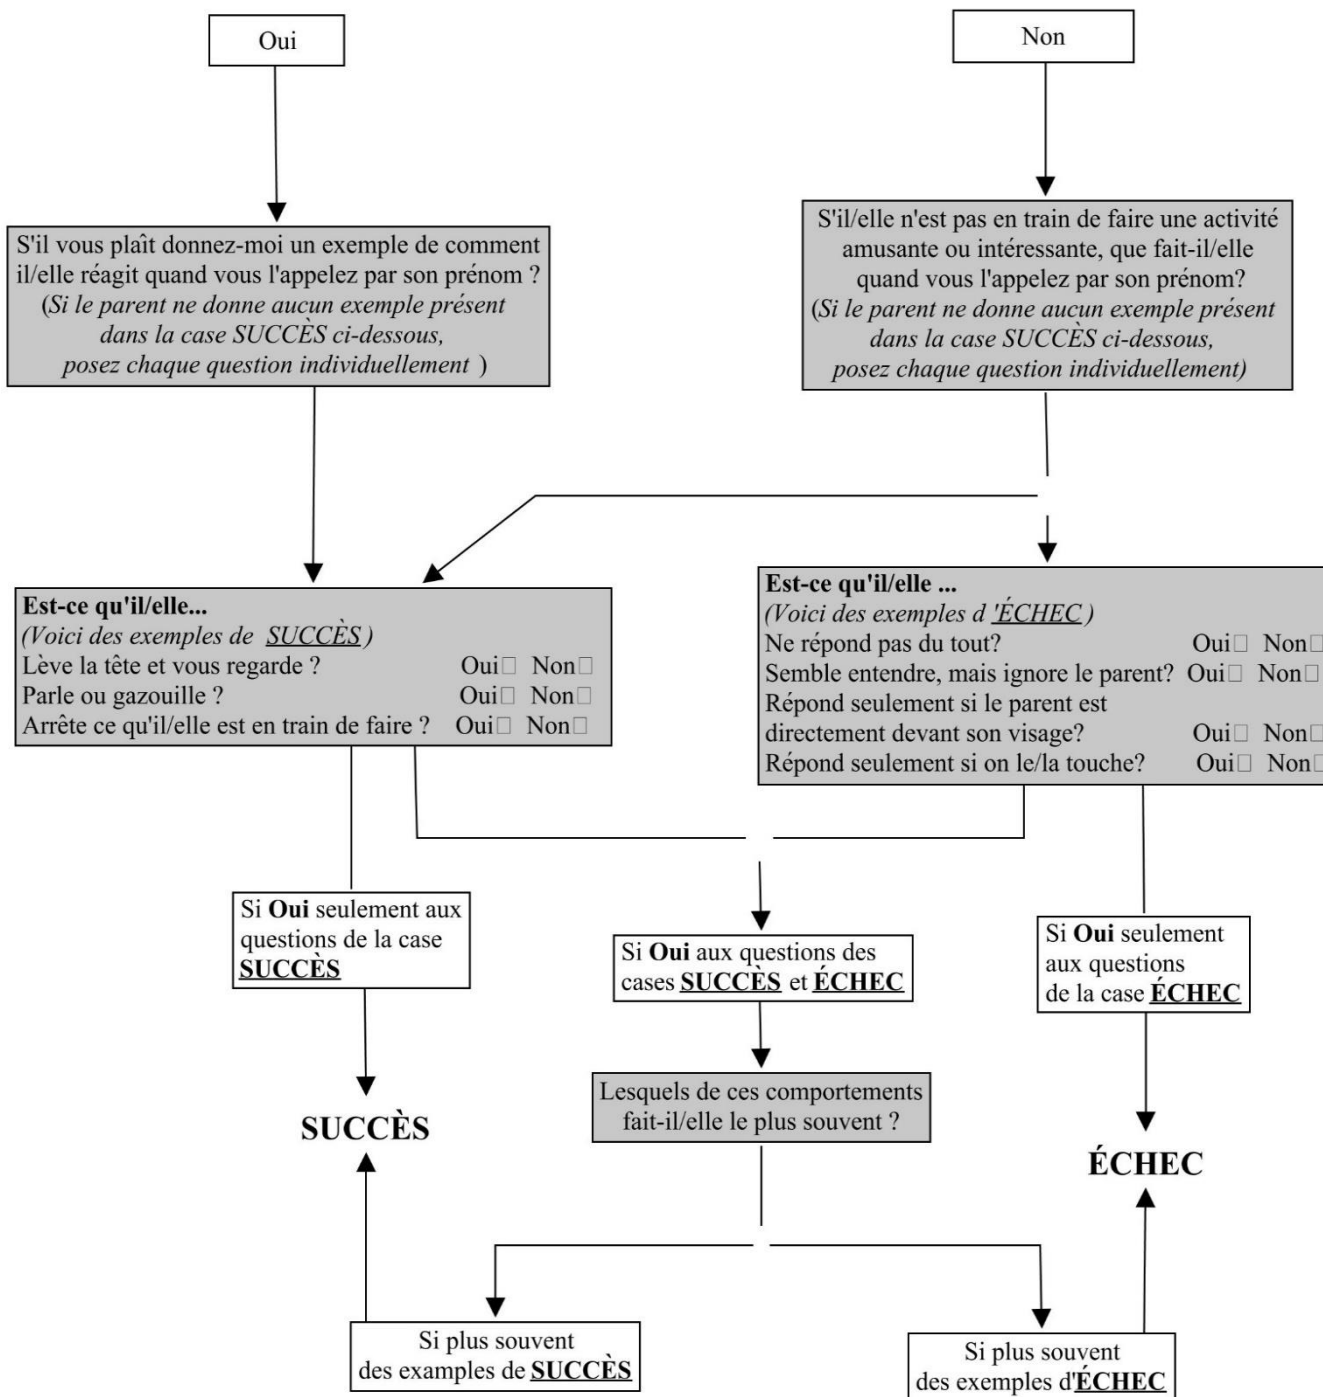 Oui
Non
S'il vous plaît donnez-moi un exemple de comment
il/elle réagit quand vous l'appelez par son prénom ?
(Si le parent ne donne aucun exemple présent
dans la case SUCCÈS ci-dessous,
posez chaque question individuellement )
S'il/elle n'est pas en train de faire une activité
amusante ou intéressante, que fait-il/elle
quand vous l'appelez par son prénom?
(Si le parent ne donne aucun exemple présent
dans la case SUCCÈS ci-dessous,
posez chaque question individuellement)
Est-ce qu'il/elle...
(Voici des exemples de SUCCÈS)
Lève la tête et vous regarde ? Oui□ Non□
Parle ou gazouille ? Oui□ Non□
Arrête ce qu'il/elle est en train de faire ? Oui□ Non□
Est-ce qu'il/elle ...
(Voici des exemples d 'ÉCHEC)
Ne répond pas du tout? Oui□ Non□
Semble entendre, mais ignore le parent? Oui□ Non□
Répond seulement si le parent est
directement devant son visage? Oui□ Non□
Répond seulement si on le/la touche? Oui□ Non□
Si Oui seulement aux
questions de la case
SUCCÈS
Si Oui aux questions des
cases SUCCÈS et ÉCHEC
Si Oui seulement
aux questions
de la case ÉCHEC
Lesquels de ces comportements
fait-il/elle le plus souvent ?
SUCCÈS
ÉCHEC
Si plus souvent
des examples de SUCCÈS
Si plus souvent
des exemples d'ÉCHEC